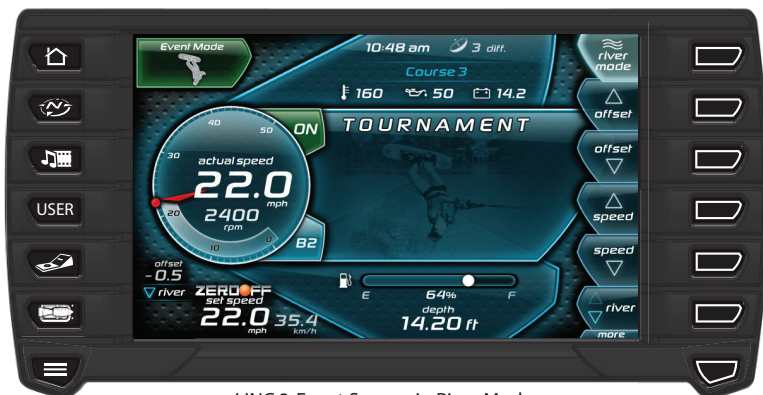 Event Mode
10:48 am 3 diff.
Course 3
160 50 14.2
river mode
offset
offset
speed
speed
river
more
USER
TOURNAMENT
ON
B2
50
40
30
20
10
0
actual speed
22.0
mph
2400
rpm
offset
-0.5
river
ZEROOFF
set speed
22.0 mph 35.4 km/h
E 64% F
depth
14.20 ft